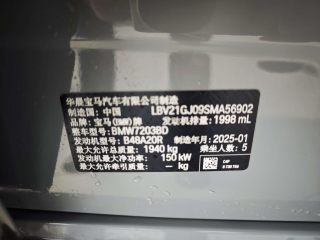 华晨宝马汽车有限公司制造
制造国: 中国 LBV21GJ09SMA56902
品牌: 宝马(BMW)牌 发动机排量: 1998 mL
整车型号: BMW7203BD
发动机型号: B48A20R 制造年月: 2025-01
最大允许总质量: 1940 kg 乘坐人数: 5
发动机最大净功率: 150 kW
最大允许牵引质量: - kg